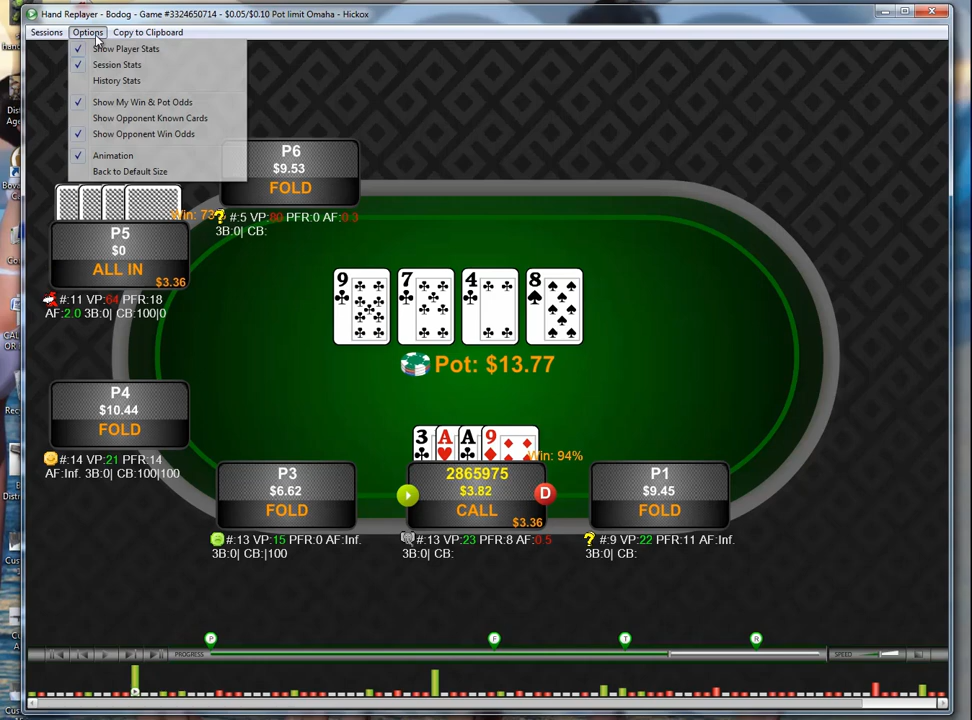 Hand Replayer - Bodog - Game #3324650714 - $0.05/$0.10 Pot limit Omaha - Hickox
Sessions Options Copy to Clipboard
Show Player Stats
Session Stats
History Stats
Show My Win & Pot Odds
Show Opponent Known Cards
Show Opponent Win Odds
Animation
Back to Default Size
P6
$9.53
FOLD
#:5 VP:80 PFR:0 AF:0.3
3B:0| CB:
P5
$0
ALL IN
$3.36
#:11 VP:64 PFR:18
AF:2.0 3B:0| CB:100|0
9 7 4 8
Pot: $13.77
P4
$10.44
FOLD
#:14 VP:21 PFR:14
AF:Inf. 3B:0| CB:100|100
3 A A 9
Win: 94%
P3
$6.62
FOLD
#:13 VP:15 PFR:0 AF:Inf.
3B:0| CB:|100
2865975
$3.82
CALL
$3.36
D
#:13 VP:23 PFR:8 AF:0.5
3B:0| CB:
P1
$9.45
FOLD
#:9 VP:22 PFR:11 AF:Inf.
3B:0| CB:
P F T R
PROGRESS SPEED